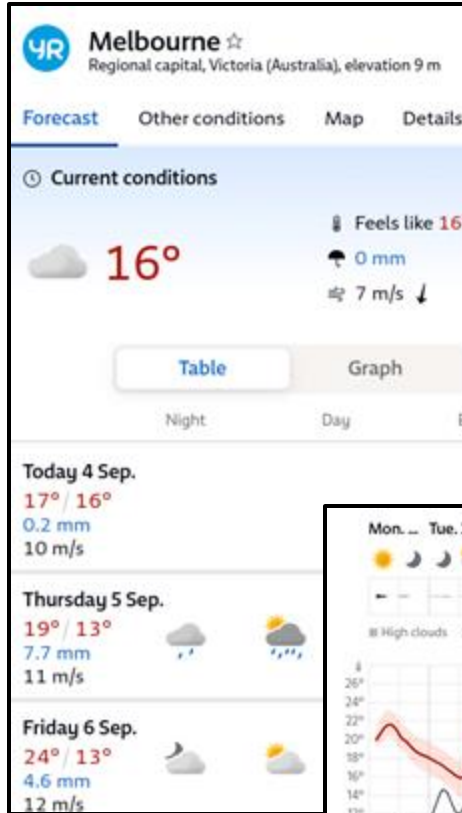 YR
Melbourne
Regional capital, Victoria (Australia), elevation 9 m
Forecast Other conditions Map Details
Current conditions
16°
Feels like 16
0 mm
7 m/s
Table Graph
Night Day
Today 4 Sep.
17° / 16°
0.2 mm
10 m/s
Thursday 5 Sep.
19° / 13°
7.7 mm
11 m/s
Friday 6 Sep.
24° / 13°
4.6 mm
12 m/s
Mon. ... Tue.
High clouds
26°
24°
22°
20°
18°
16°
14°